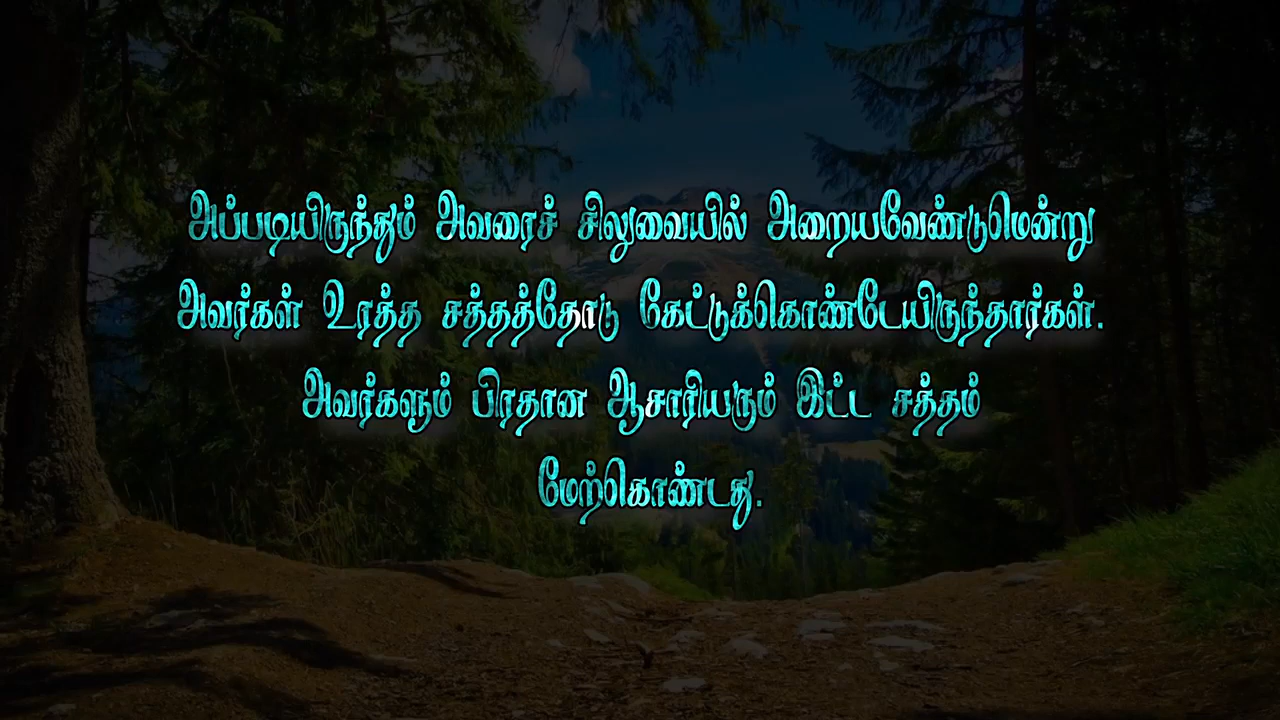 அப்படியிருந்தும் அவரைச் சிலுவையில் அறையவேண்டுமென்று
அவர்கள் உரத்த சத்தத்தோடு கேட்டுக்கொண்டேயிருந்தார்கள்.
அவர்களும் பிரதான ஆசாரியரும் இட்ட சத்தம்
மேற்கொண்டது.